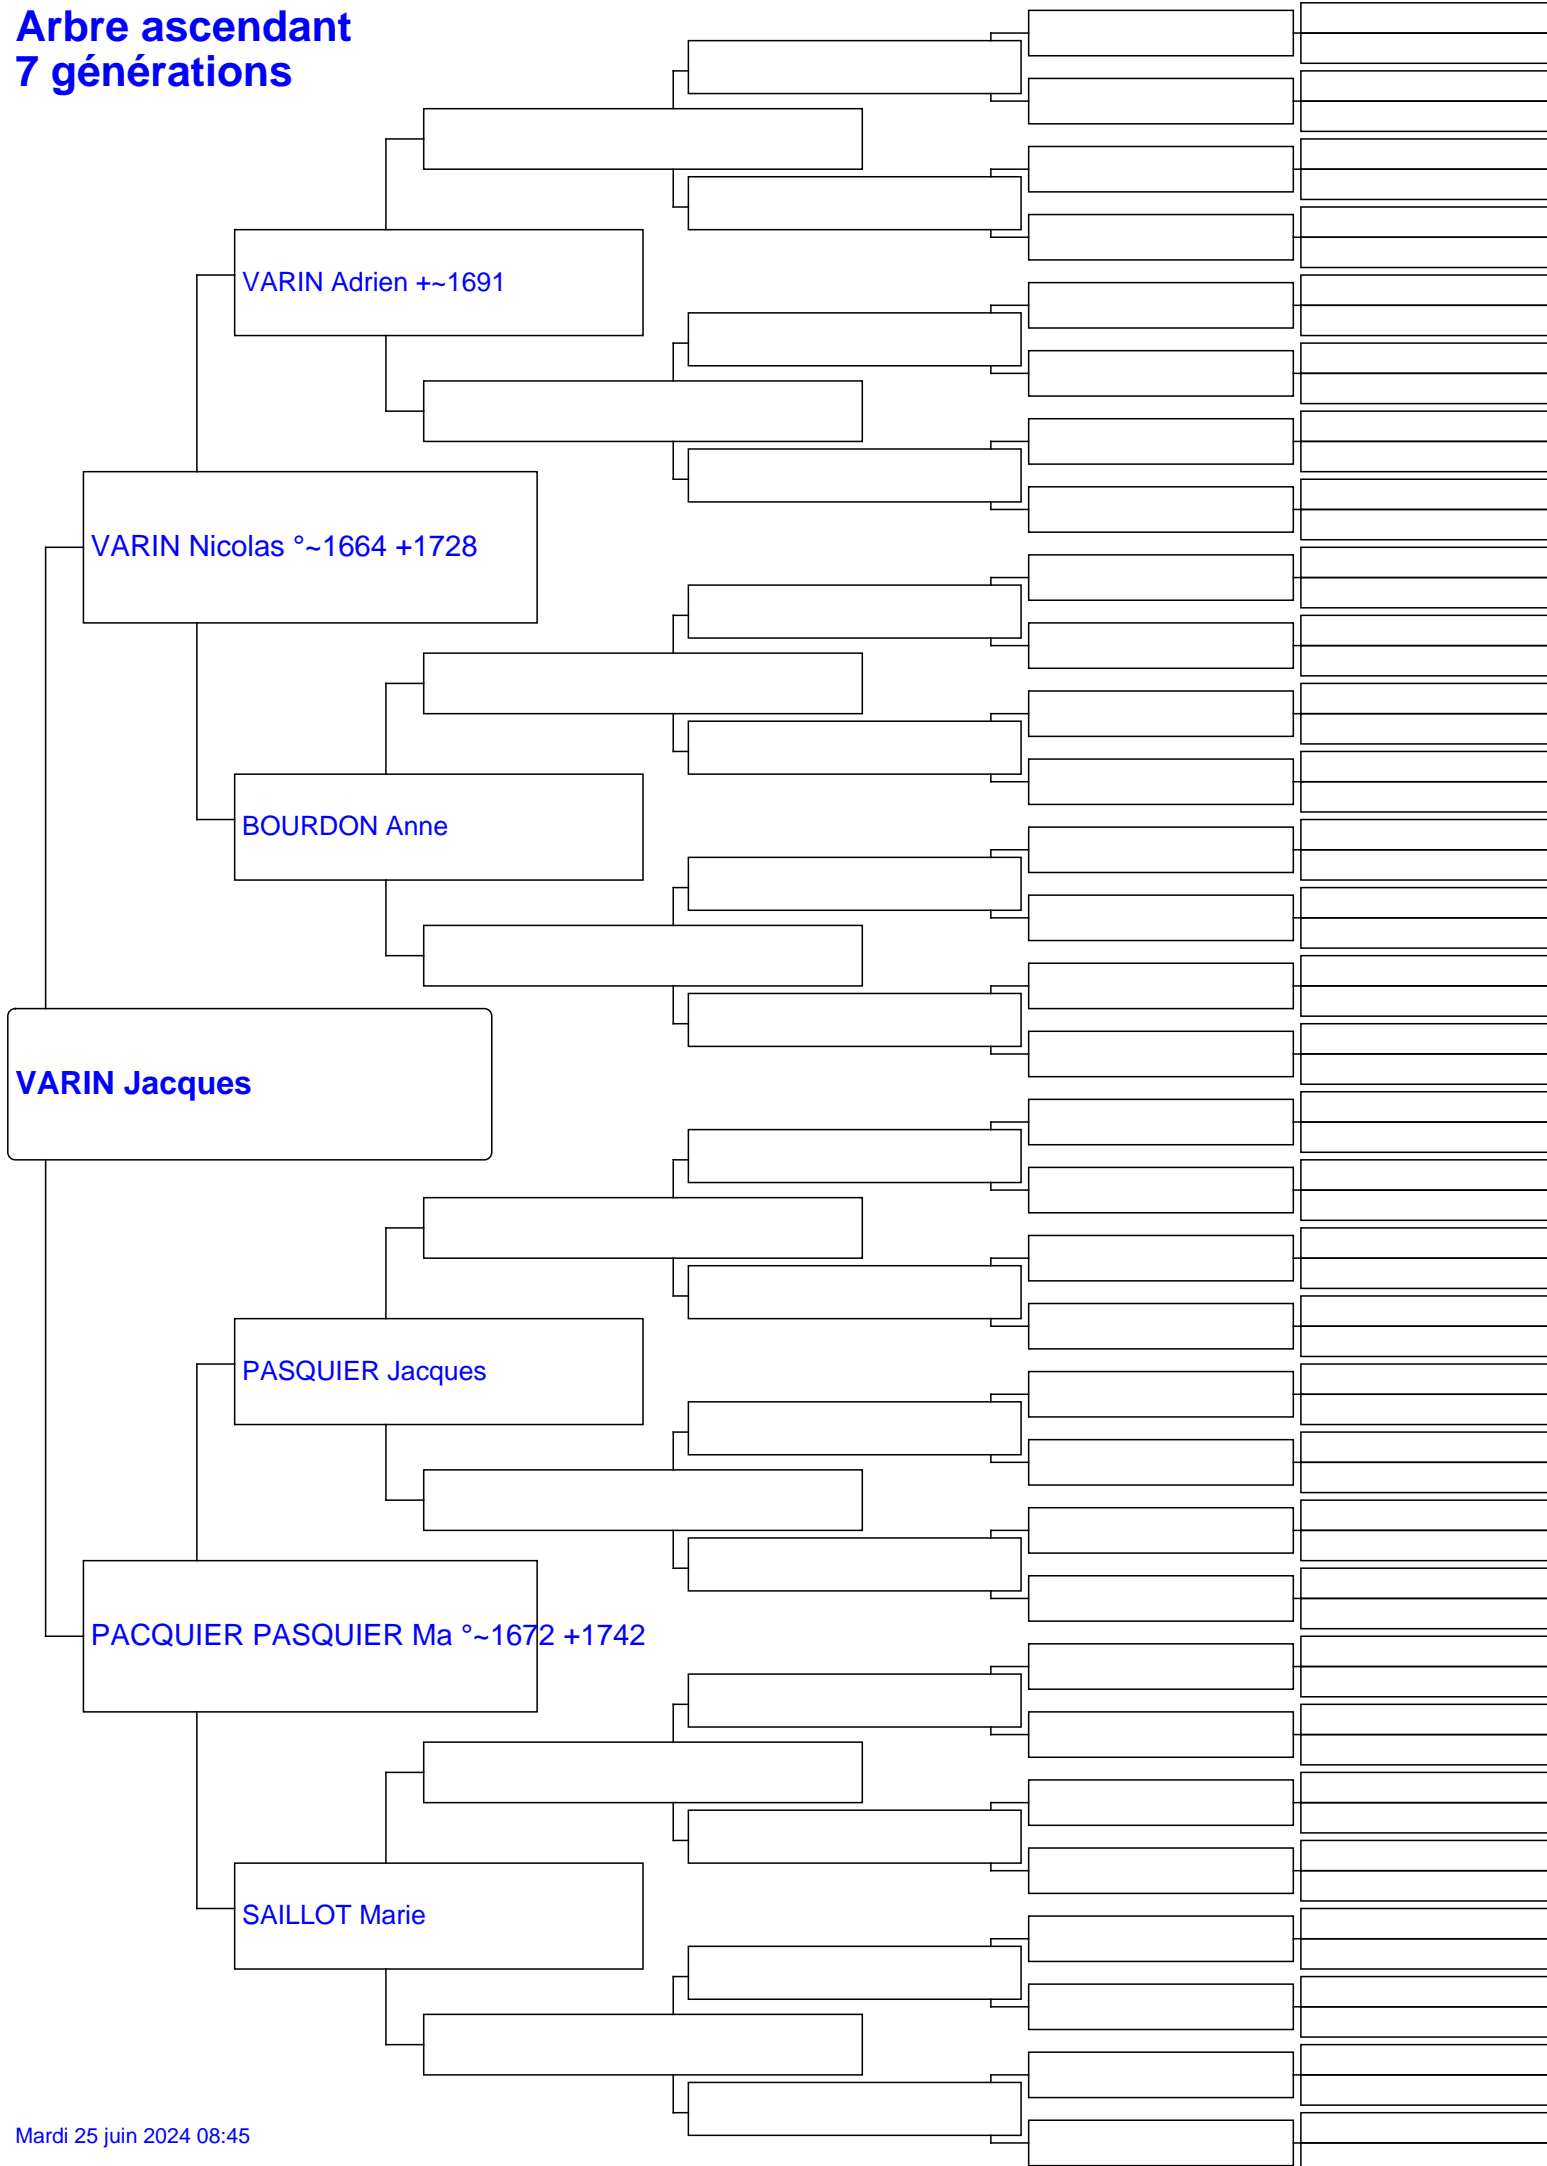 Arbre ascendant
7 générations
VARIN Adrien +~1691
VARIN Nicolas °~1664 +1728
BOURDON Anne
VARIN Jacques
PASQUIER Jacques
PACQUIER PASQUIER Ma °~1672 +1742
SAILLOT Marie
Mardi 25 juin 2024 08:45